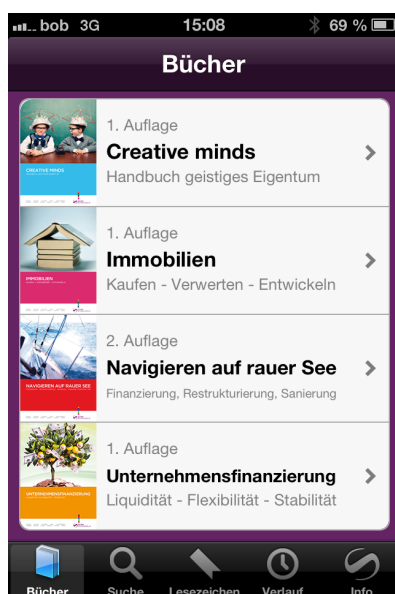 bob 3G 15:08 69 %
Bücher
1. Auflage
Creative minds
Handbuch geistiges Eigentum
CREATIVE MINDS
1. Auflage
Immobilien
Kaufen - Verwerten - Entwickeln
IMMOBILIEN
2. Auflage
Navigieren auf rauer See
Finanzierung, Restrukturierung, Sanierung
NAVIGIEREN AUF RAUER SEE
1. Auflage
Unternehmensfinanzierung
Liquidität - Flexibilität - Stabilität
UNTERNEHMENSFINANZIERUNG
Bücher Suche Lesezeichen Verlauf Info